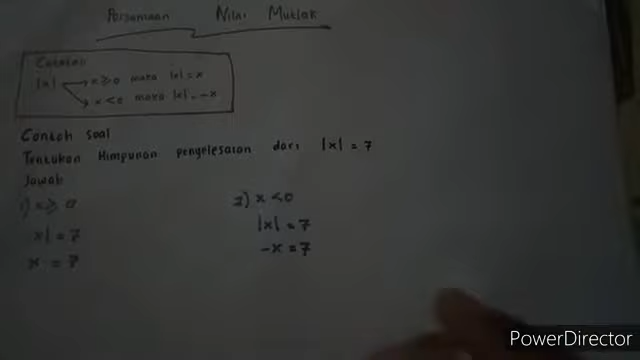 Persamaan Nilai Mutlak
Catatan
|x| → x ≥ 0 maka |x| = x
→ x < 0 maka |x| = -x
Contoh Soal
Tentukan Himpunan penyelesaian dari |x| = 7
Jawab
1) x ≥ 0
|x| = 7
x = 7
2) x < 0
|x| = 7
-x = 7
PowerDirector